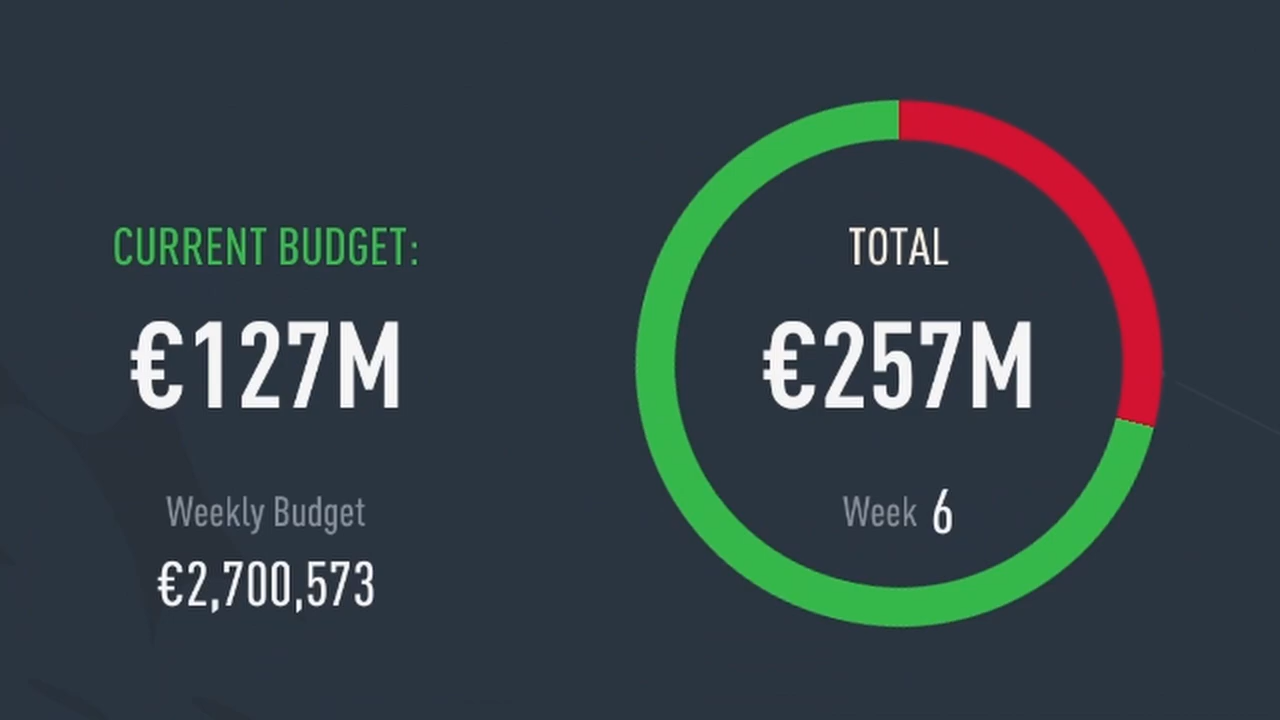 CURRENT BUDGET:
€127M
Weekly Budget
€2,700,573
TOTAL
€257M
Week 6